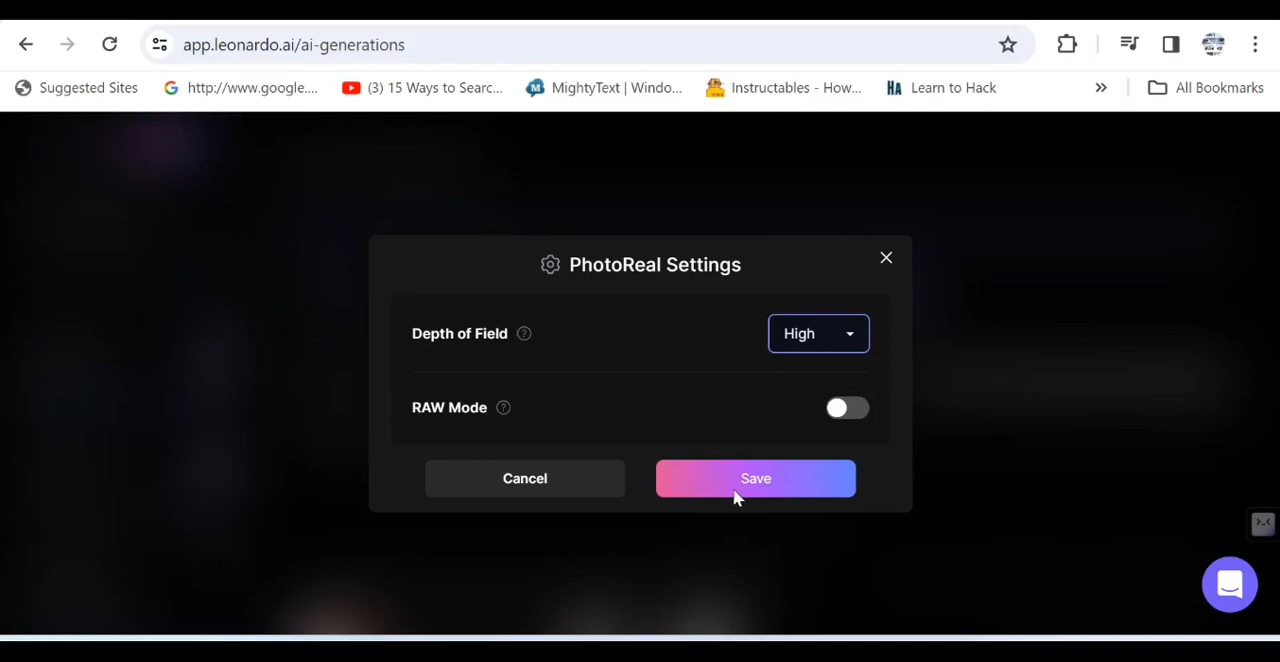 app.leonardo.ai/ai-generations
Suggested Sites http://www.google.... (3) 15 Ways to Searc... MightyText | Windo... Instructables - How... HA Learn to Hack » All Bookmarks
PhotoReal Settings
Depth of Field ? High
RAW Mode ?
Cancel Save